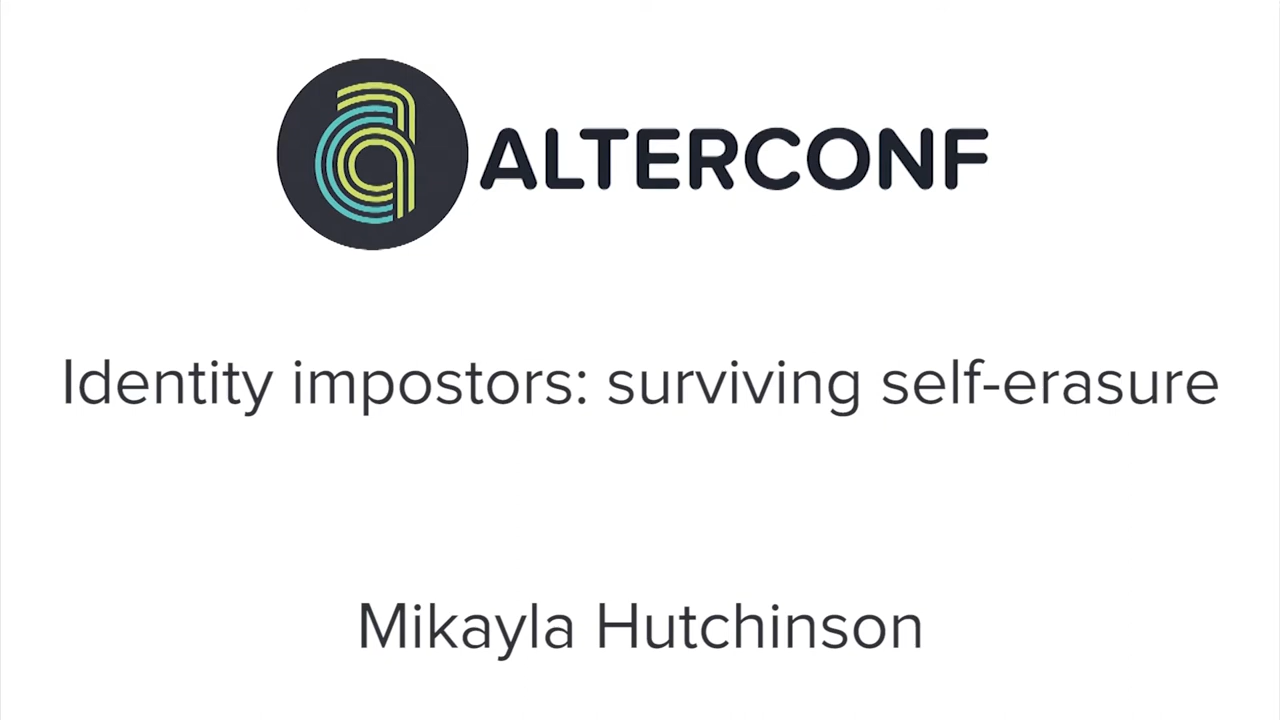 ALTERCONF
Identity impostors: surviving self-erasure
Mikayla Hutchinson